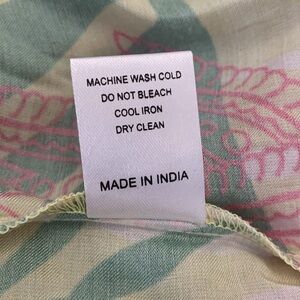 MACHINE WASH COLD
DO NOT BLEACH
COOL IRON
DRY CLEAN
MADE IN INDIA